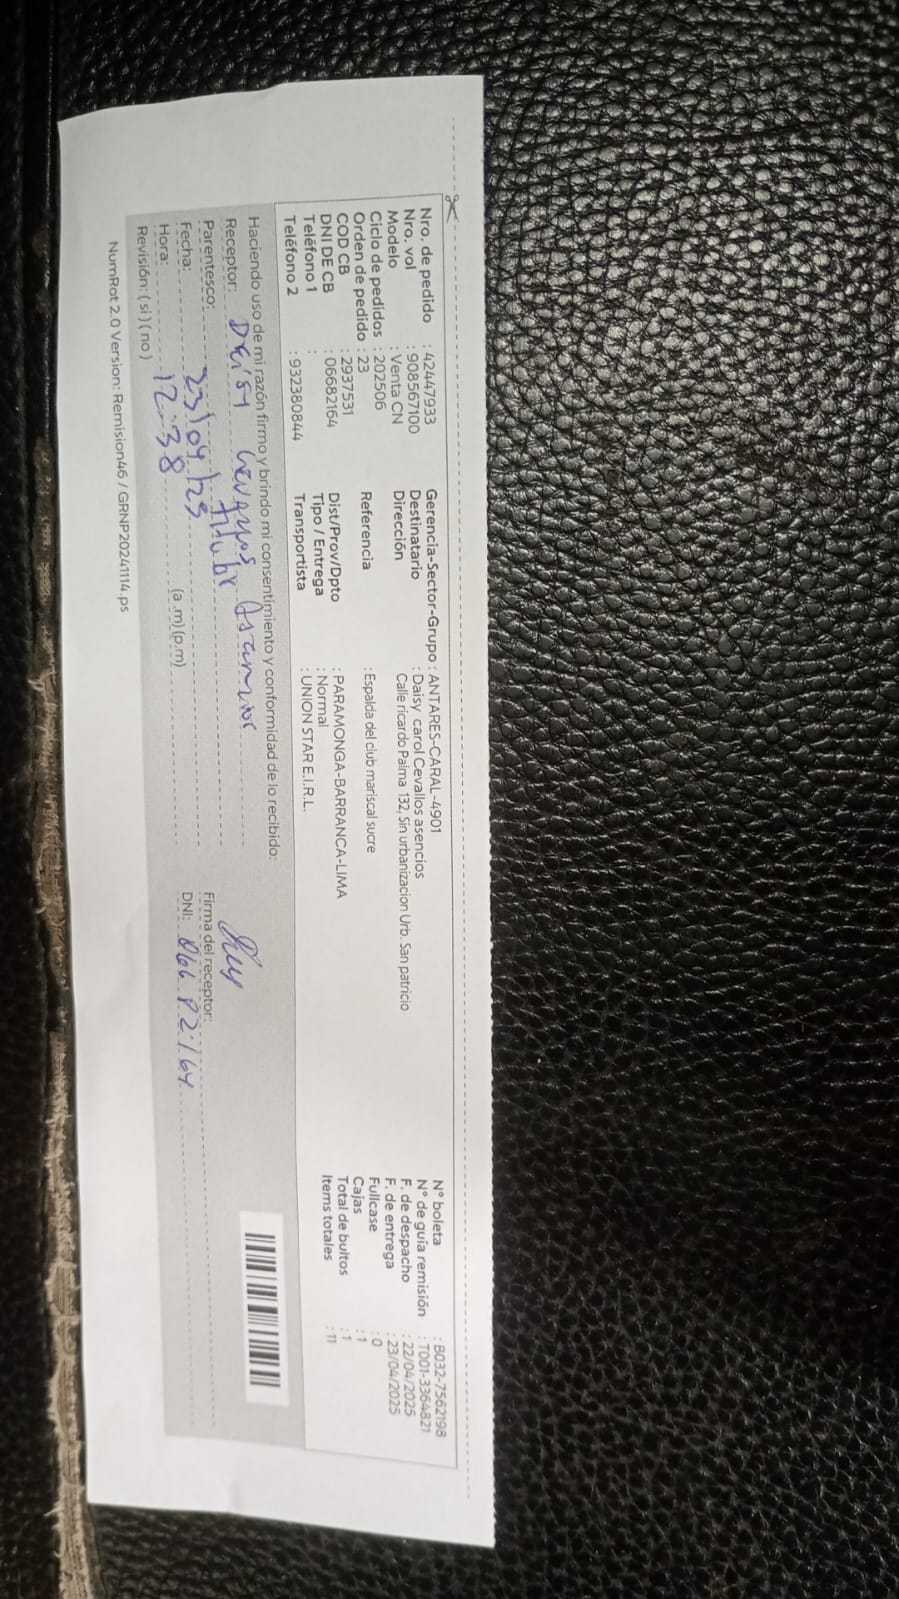 Nro. de pedido : 42447933
Nro. vol : 908567100
Modelo : Venta CN
Ciclo de pedidos : 202506
Orden de pedido : 23
COD CB : 2937531
DNI DE CB : 06682164
Teléfono 1 :
Teléfono 2 : 932380844
Gerencia-Sector-Grupo : ANTARES-CARAL-4901
Destinatario : Daisy carol Cevallos asencios
Dirección Calle ricardo Palma 132, Sin urbanizacion Urb. San patricio
Referencia : Espalda del club mariscal sucre
Dist/Prov/Dpto : PARAMONGA-BARRANCA-LIMA
Tipo / Entrega : Normal
Transportista : UNION STAR E.I.R.L.
N° boleta : B032-7562198
N° de guía remisión : T001-3364821
F. de despacho : 22/04/2025
F. de entrega : 23/04/2025
Fullcase : 0
Cajas : 1
Total de bultos : 1
Items totales : 11
Haciendo uso de mi razón firmo y brindo mi consentimiento y conformidad de lo recibido:
Receptor:
Parentesco:
Fecha: 23/04/25
Hora: 12:38 (a.m) (p.m)
Revisión: ( si ) ( no )
Firma del receptor:
DNI: 066 82164
NumRot 2.0 Version: Remision46 / GRNP20241114.ps